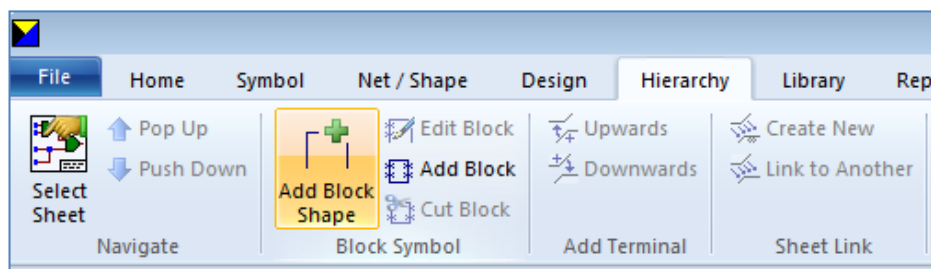 File Home Symbol Net / Shape Design Hierarchy Library Rep
Pop Up Edit Block Upwards Create New
Push Down Add Block Downwards Link to Another
Select Sheet
Add Block Shape
Cut Block
Navigate Block Symbol Add Terminal Sheet Link